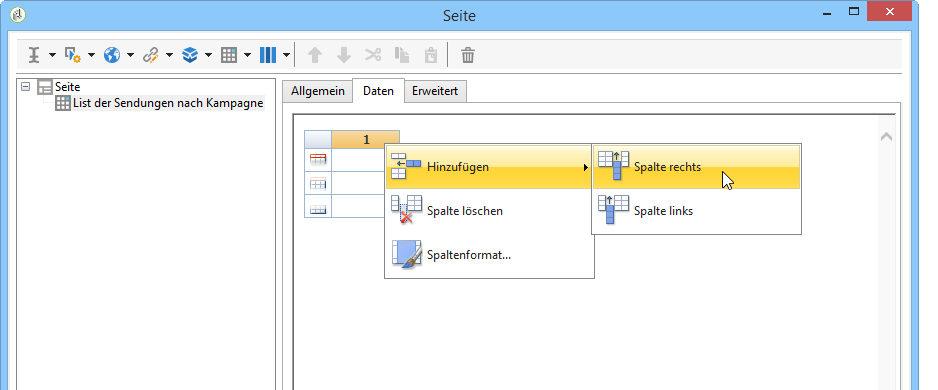 Seite
Seite
List der Sendungen nach Kampagne
Allgemein
Daten
Erweitert
1
Hinzufügen
Spalte löschen
Spaltenformat...
Spalte rechts
Spalte links